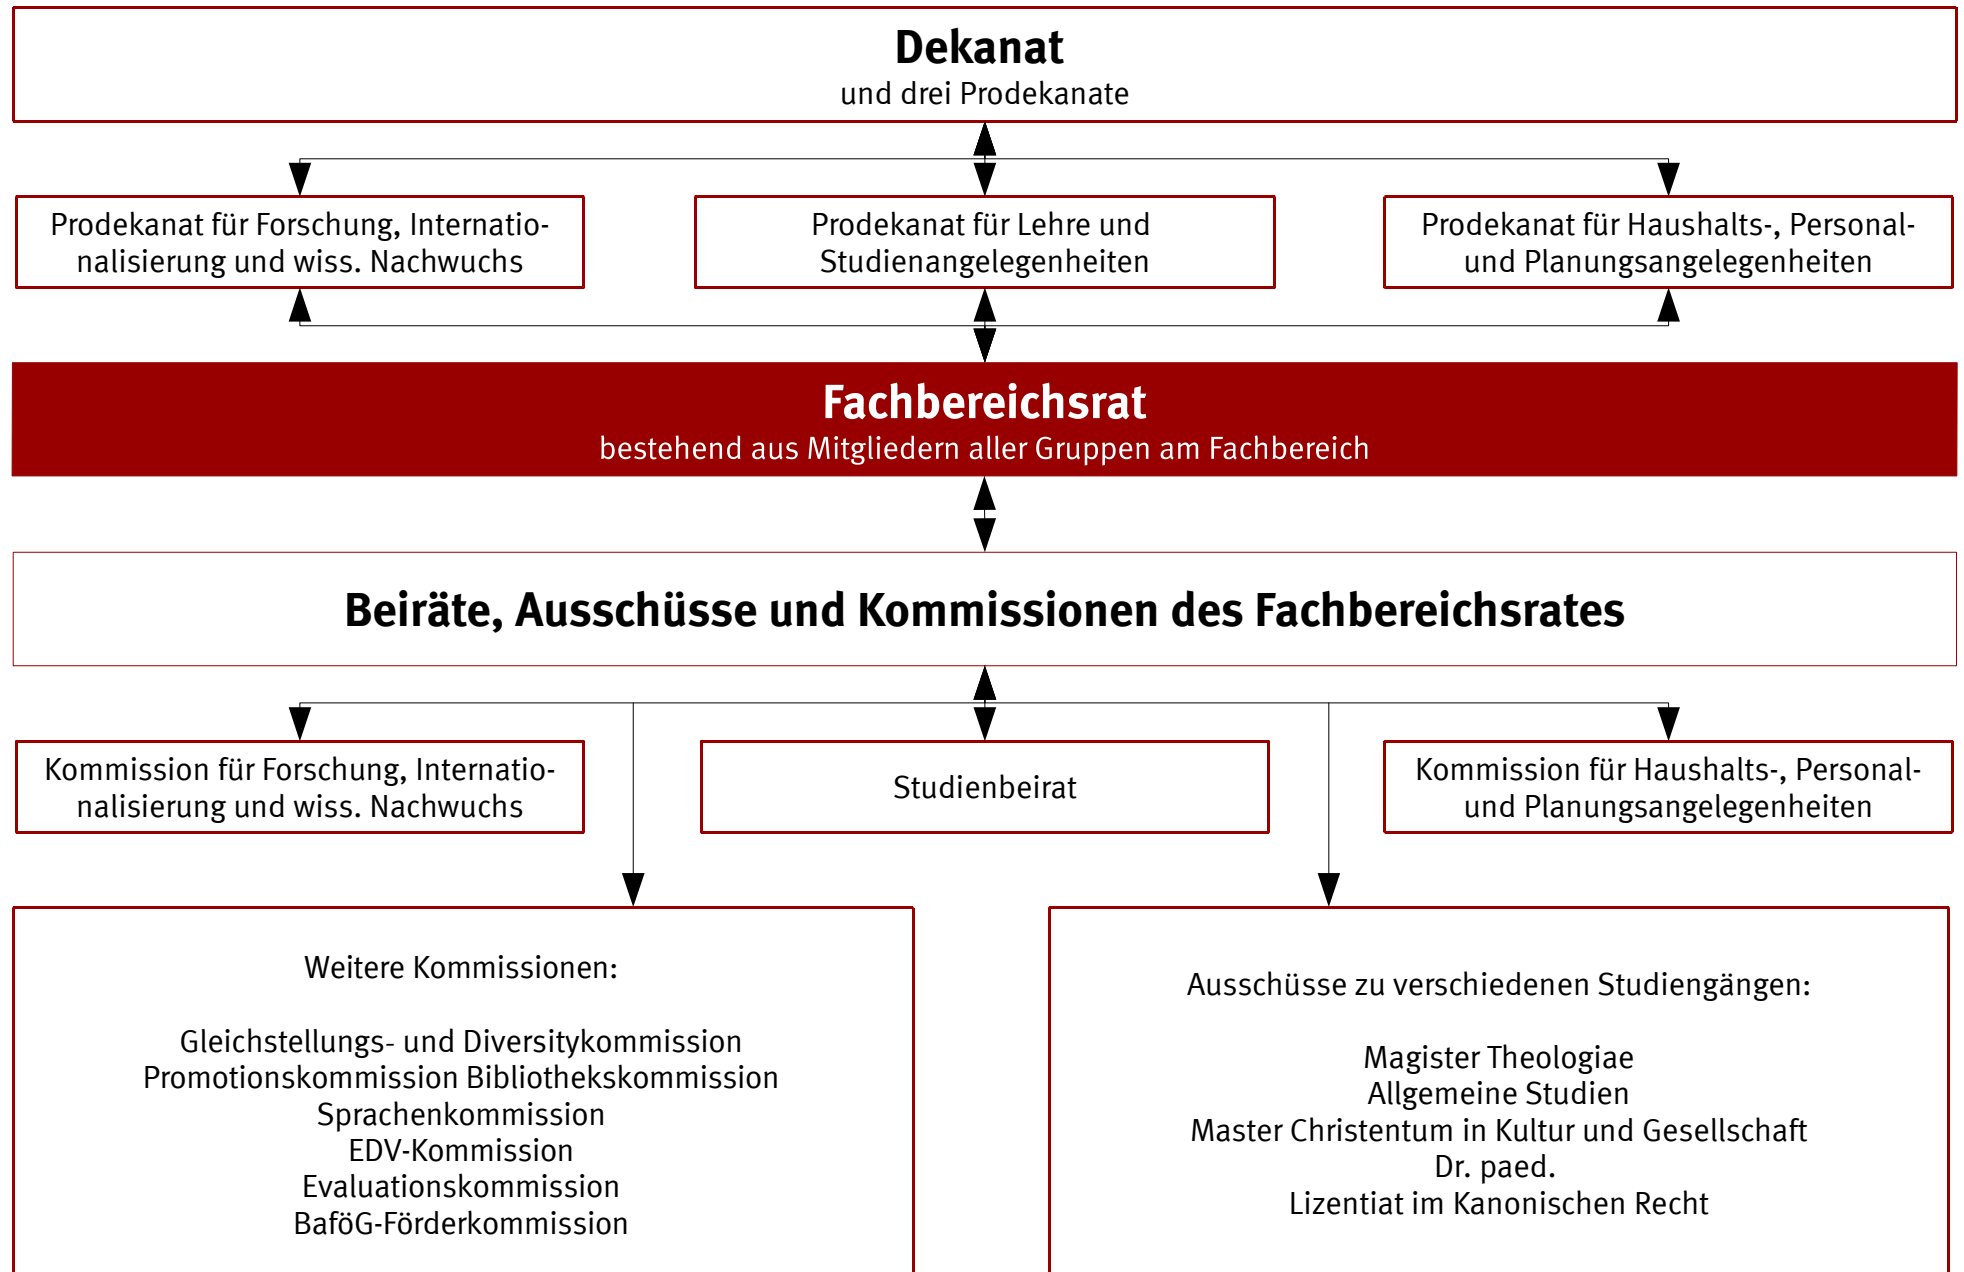 Dekanat
und drei Prodekanate
Prodekanat für Forschung, Internatio-
nalisierung und wiss. Nachwuchs
Prodekanat für Lehre und
Studienangelegenheiten
Prodekanat für Haushalts-, Personal-
und Planungsangelegenheiten
Fachbereichsrat
bestehend aus Mitgliedern aller Gruppen am Fachbereich
Beiräte, Ausschüsse und Kommissionen des Fachbereichsrates
Kommission für Forschung, Internatio-
nalisierung und wiss. Nachwuchs
Studienbeirat
Kommission für Haushalts-, Personal-
und Planungsangelegenheiten
Weitere Kommissionen:
Gleichstellungs- und Diversitykommission
Promotionskommission Bibliothekskommission
Sprachenkommission
EDV-Kommission
Evaluationskommission
BaföG-Förderkommission
Ausschüsse zu verschiedenen Studiengängen:
Magister Theologiae
Allgemeine Studien
Master Christentum in Kultur und Gesellschaft
Dr. paed.
Lizentiat im Kanonischen Recht